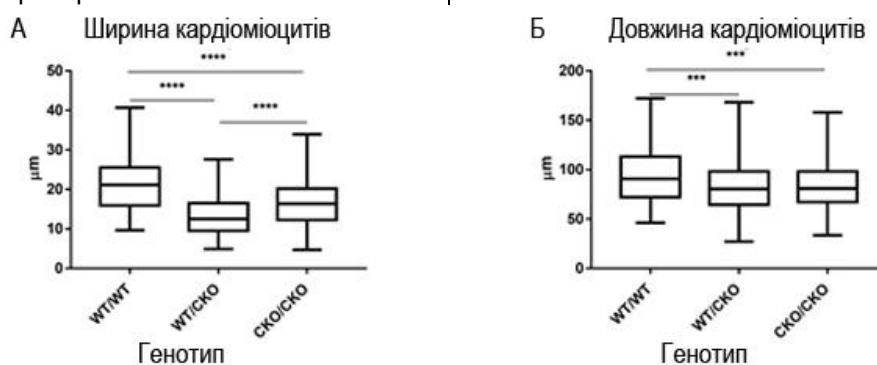 А Ширина кардіоміоцитів
50
40
30
20
10
0
μm
****
****
****
WT/WT
WT/CKO
CKO/CKO
Генотип
Б Довжина кардіоміоцитів
200
150
100
50
0
μm
***
***
WT/WT
WT/CKO
CKO/CKO
Генотип